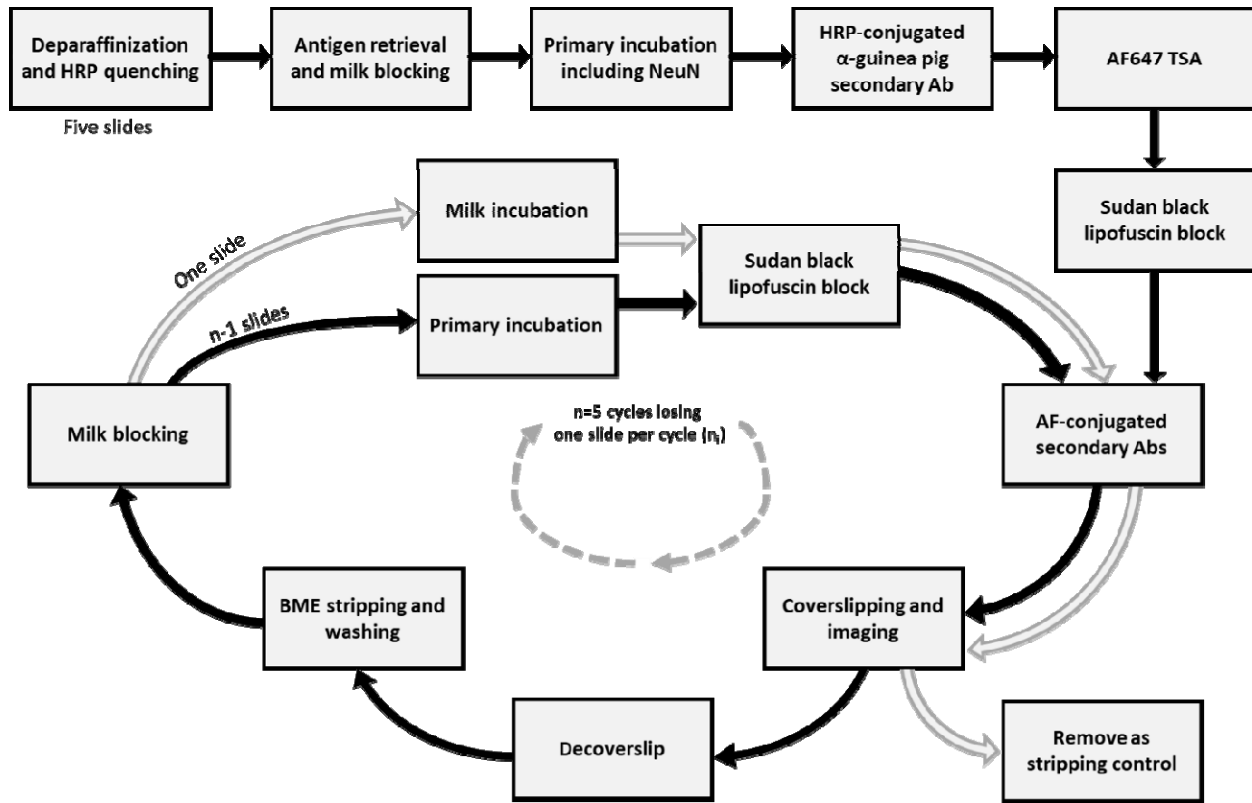 Deparaffinization
and HRP quenching
Five slides
Antigen retrieval
and milk blocking
Primary incubation
including NeuN
HRP-conjugated
α-guinea pig
secondary Ab
AF647 TSA
Sudan black
lipofuscin block
Milk incubation
One slide
Sudan black
lipofuscin block
Primary incubation
n-1 slides
Milk blocking
n=5 cycles losing
one slide per cycle (nᵢ)
AF-conjugated
secondary Abs
BME stripping and
washing
Coverslipping and
imaging
Decoverslip
Remove as
stripping control